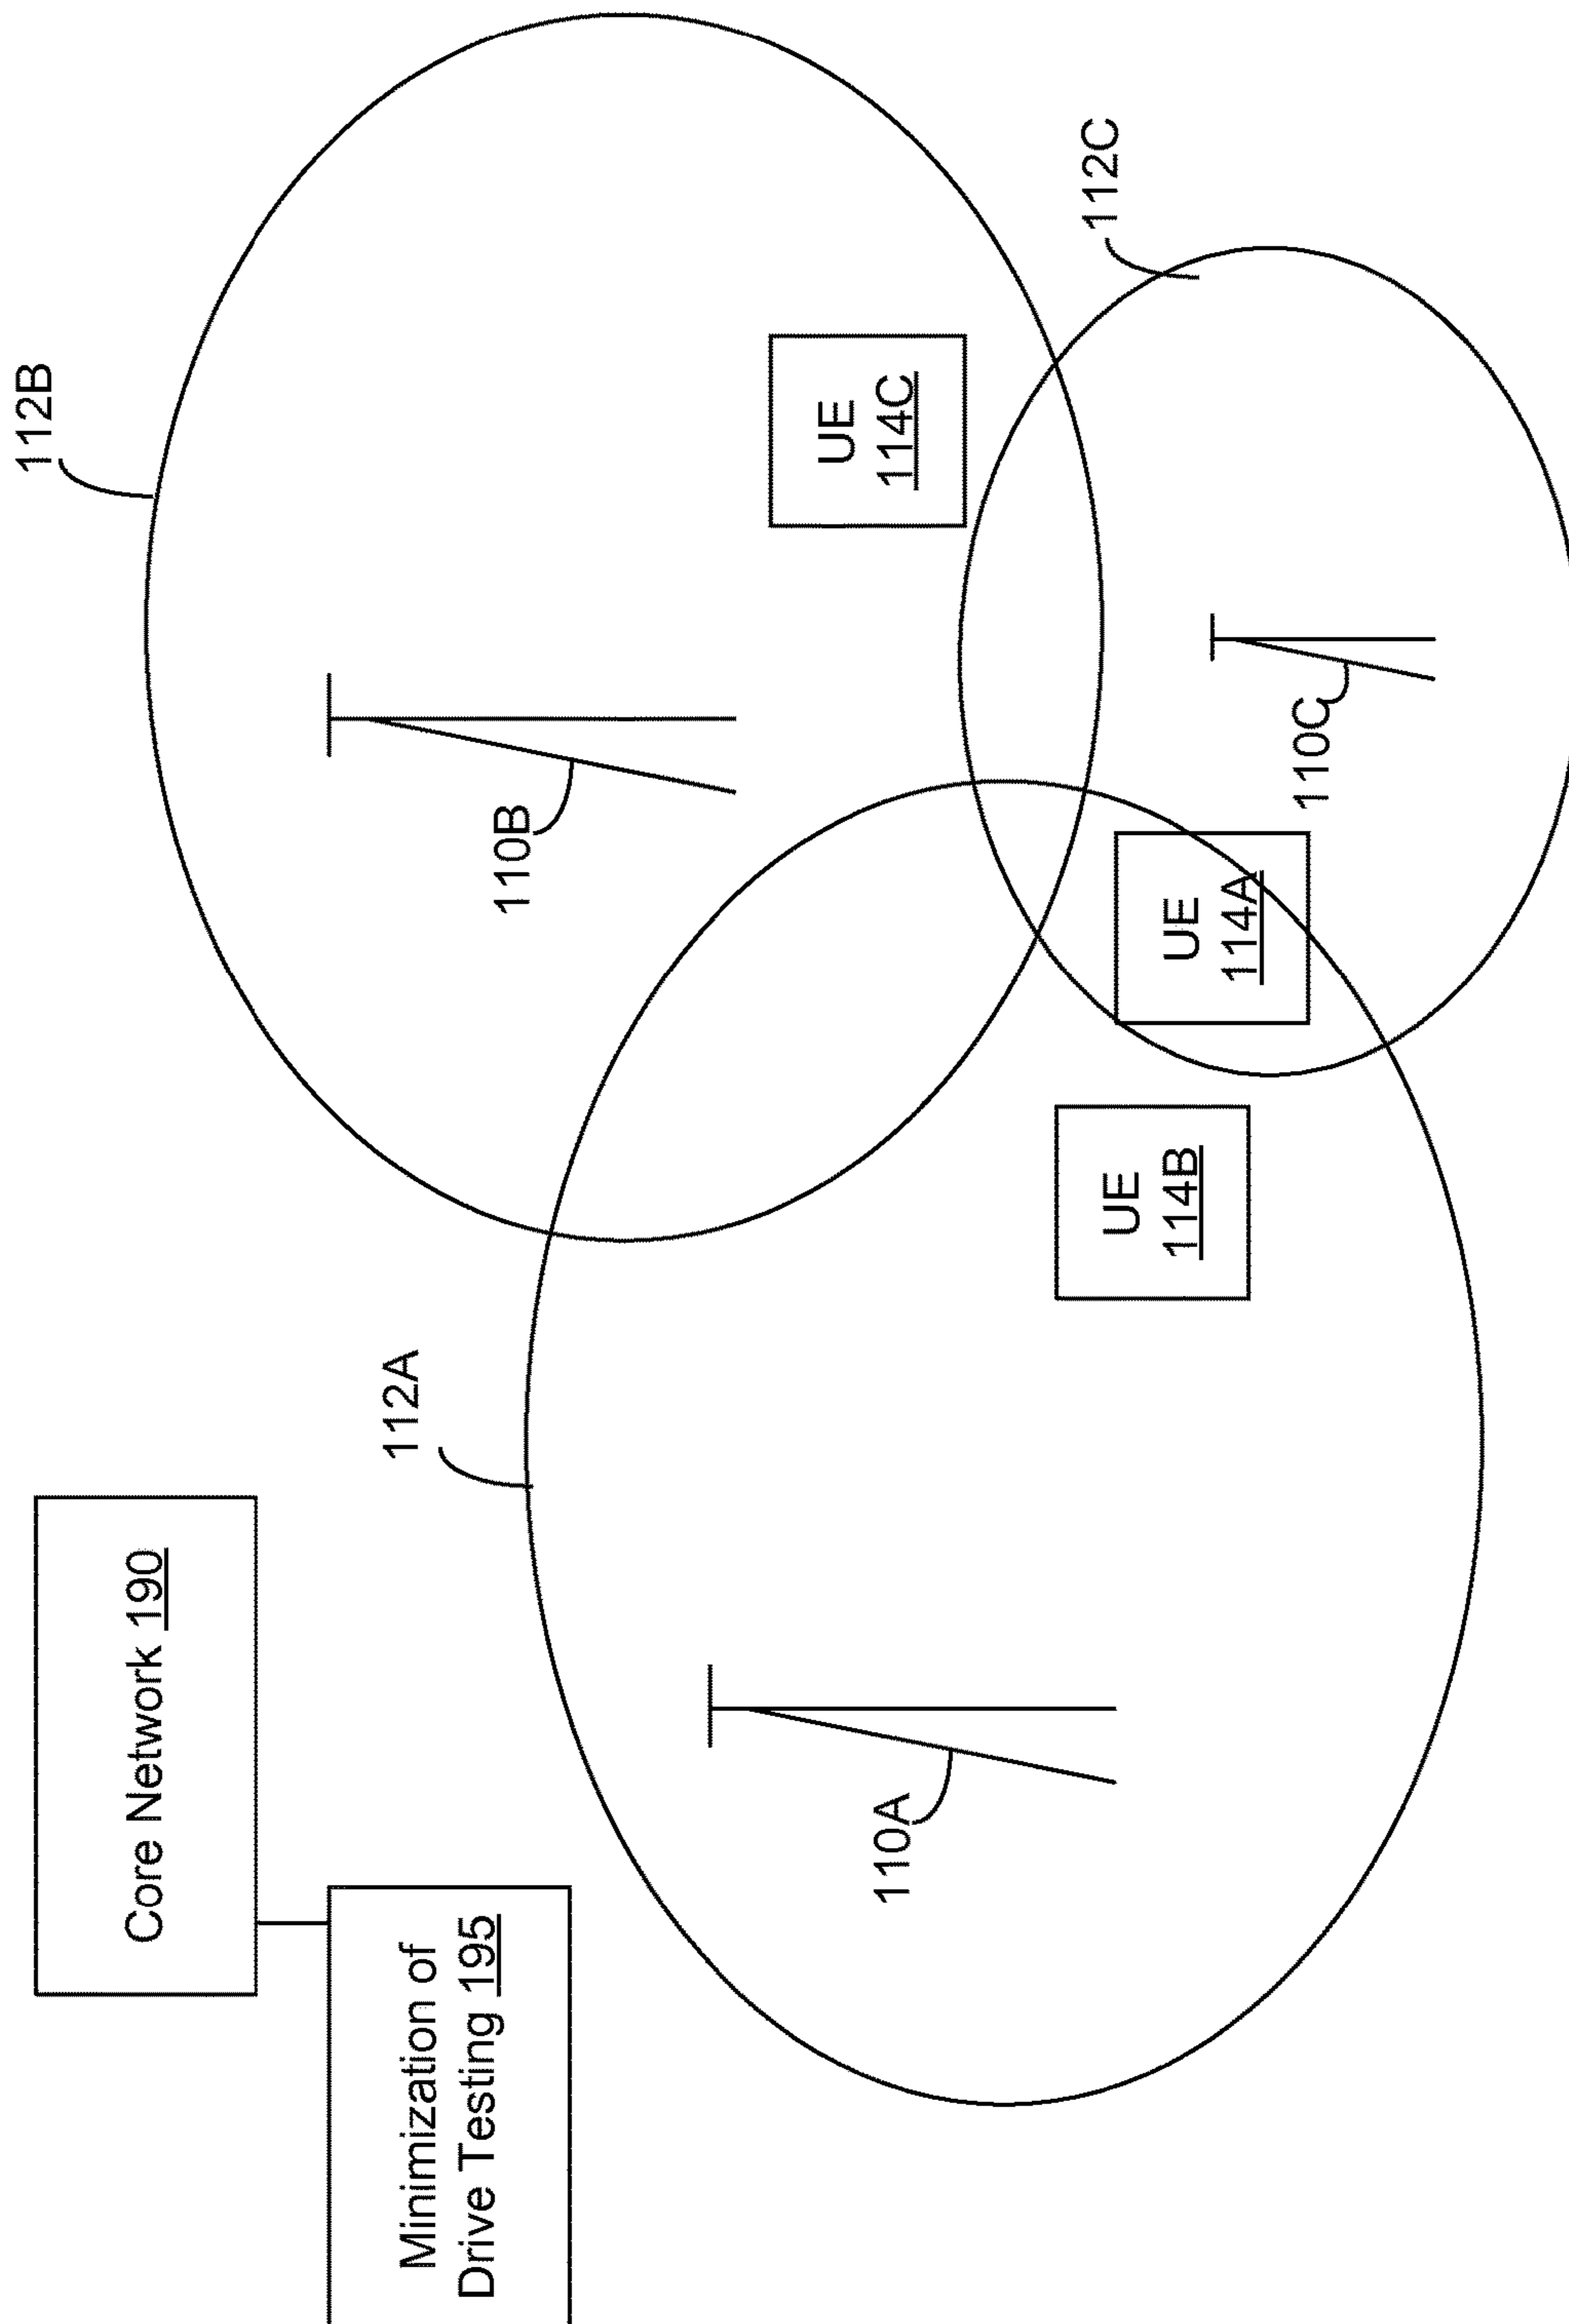 Core Network 190
Minimization of
Drive Testing 195
112B
112A
110B
UE
114C
112C
110A
UE
114B
UE
114A
110C